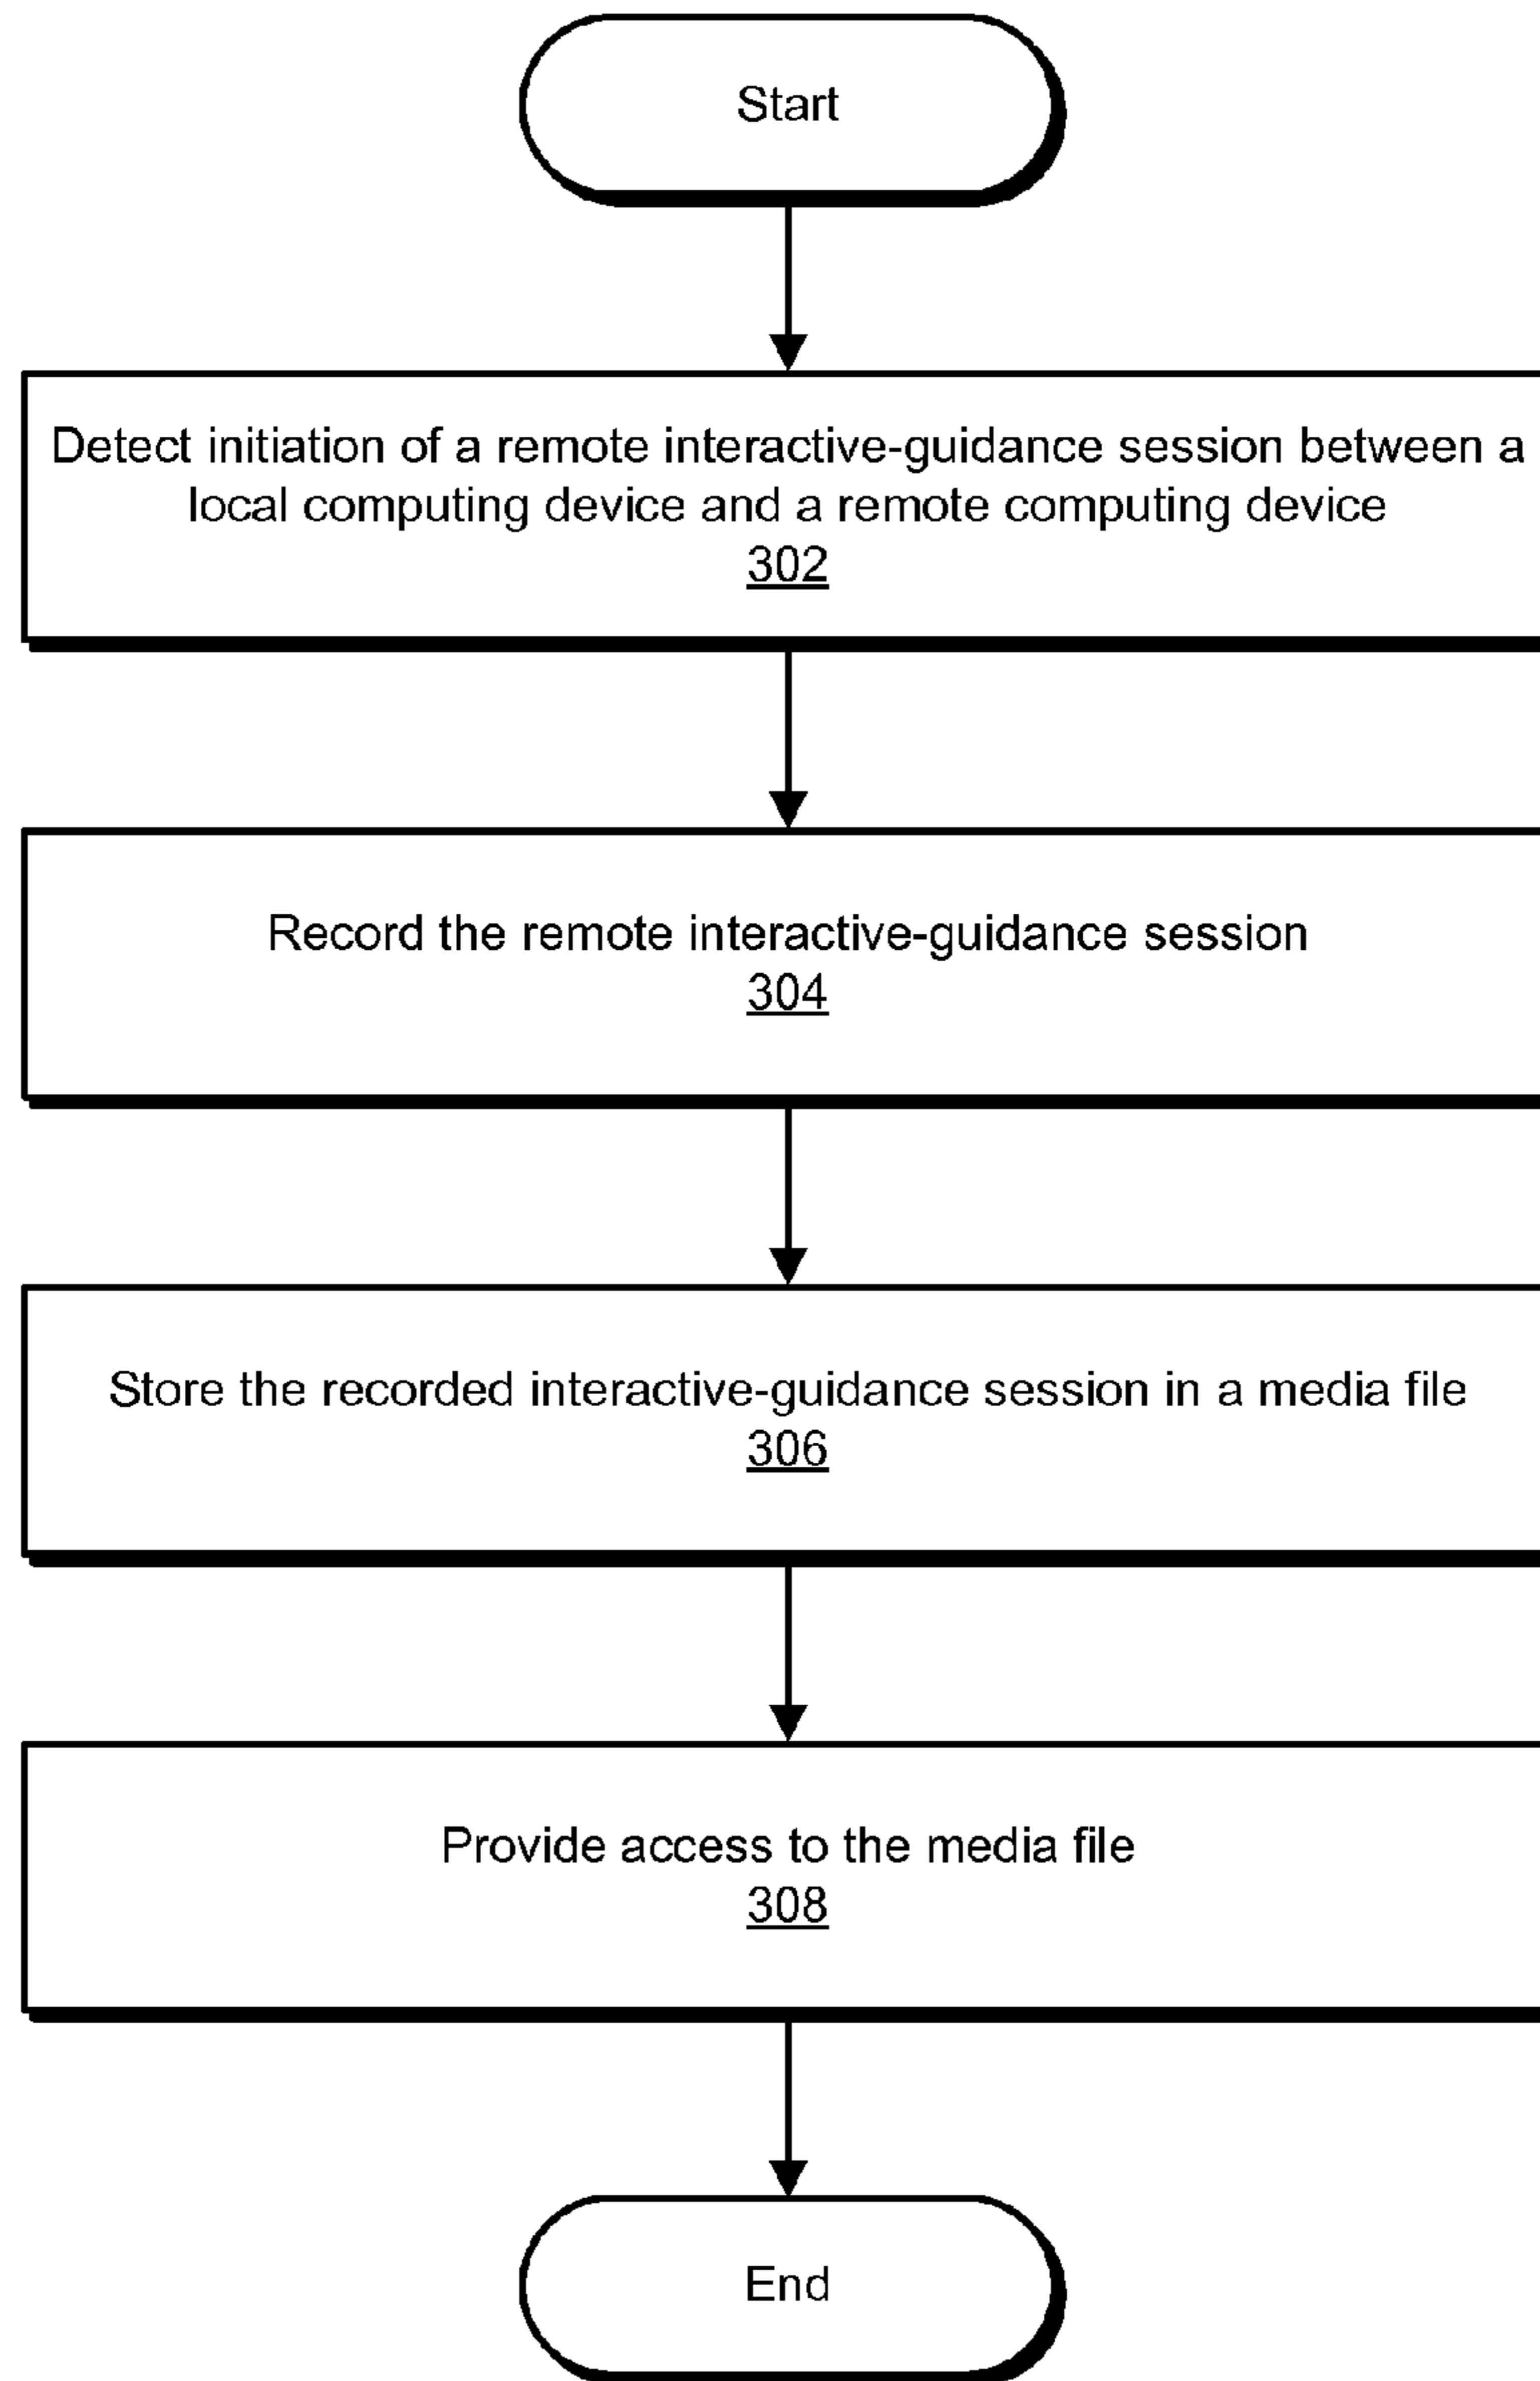 Start
Detect initiation of a remote interactive-guidance session between a
local computing device and a remote computing device
302
Record the remote interactive-guidance session
304
Store the recorded interactive-guidance session in a media file
306
Provide access to the media file
308
End